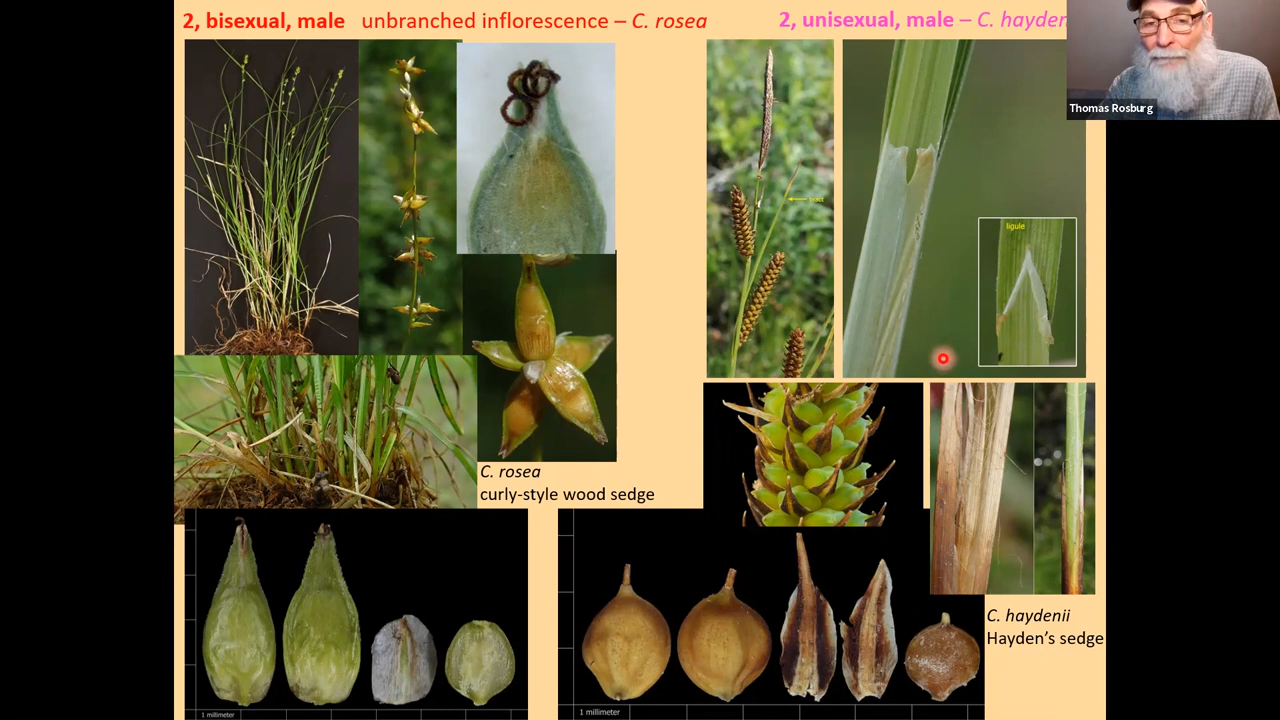 2, bisexual, male unbranched inflorescence – C. rosea
2, unisexual, male – C. hayden
Thomas Rosburg
ligule
C. rosea
curly-style wood sedge
C. haydenii
Hayden's sedge
1 millimeter
1 millimeter